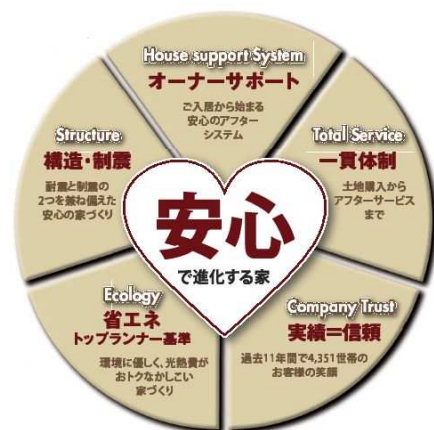 House support System
オーナーサポート
ご入居から始まる
安心のアフター
システム
Total Service
一貫体制
土地購入から
アフターサービス
まで
Company Trust
実績=信頼
過去11年間で4,351世帯の
お客様の笑顔
Ecology
省エネ
トップランナー基準
環境に優しく、光熱費が
おトクなかしこい
家づくり
Structure
構造・制震
耐震と制震の
2つを兼ね備えた
安心の家づくり
安心
で進化する家